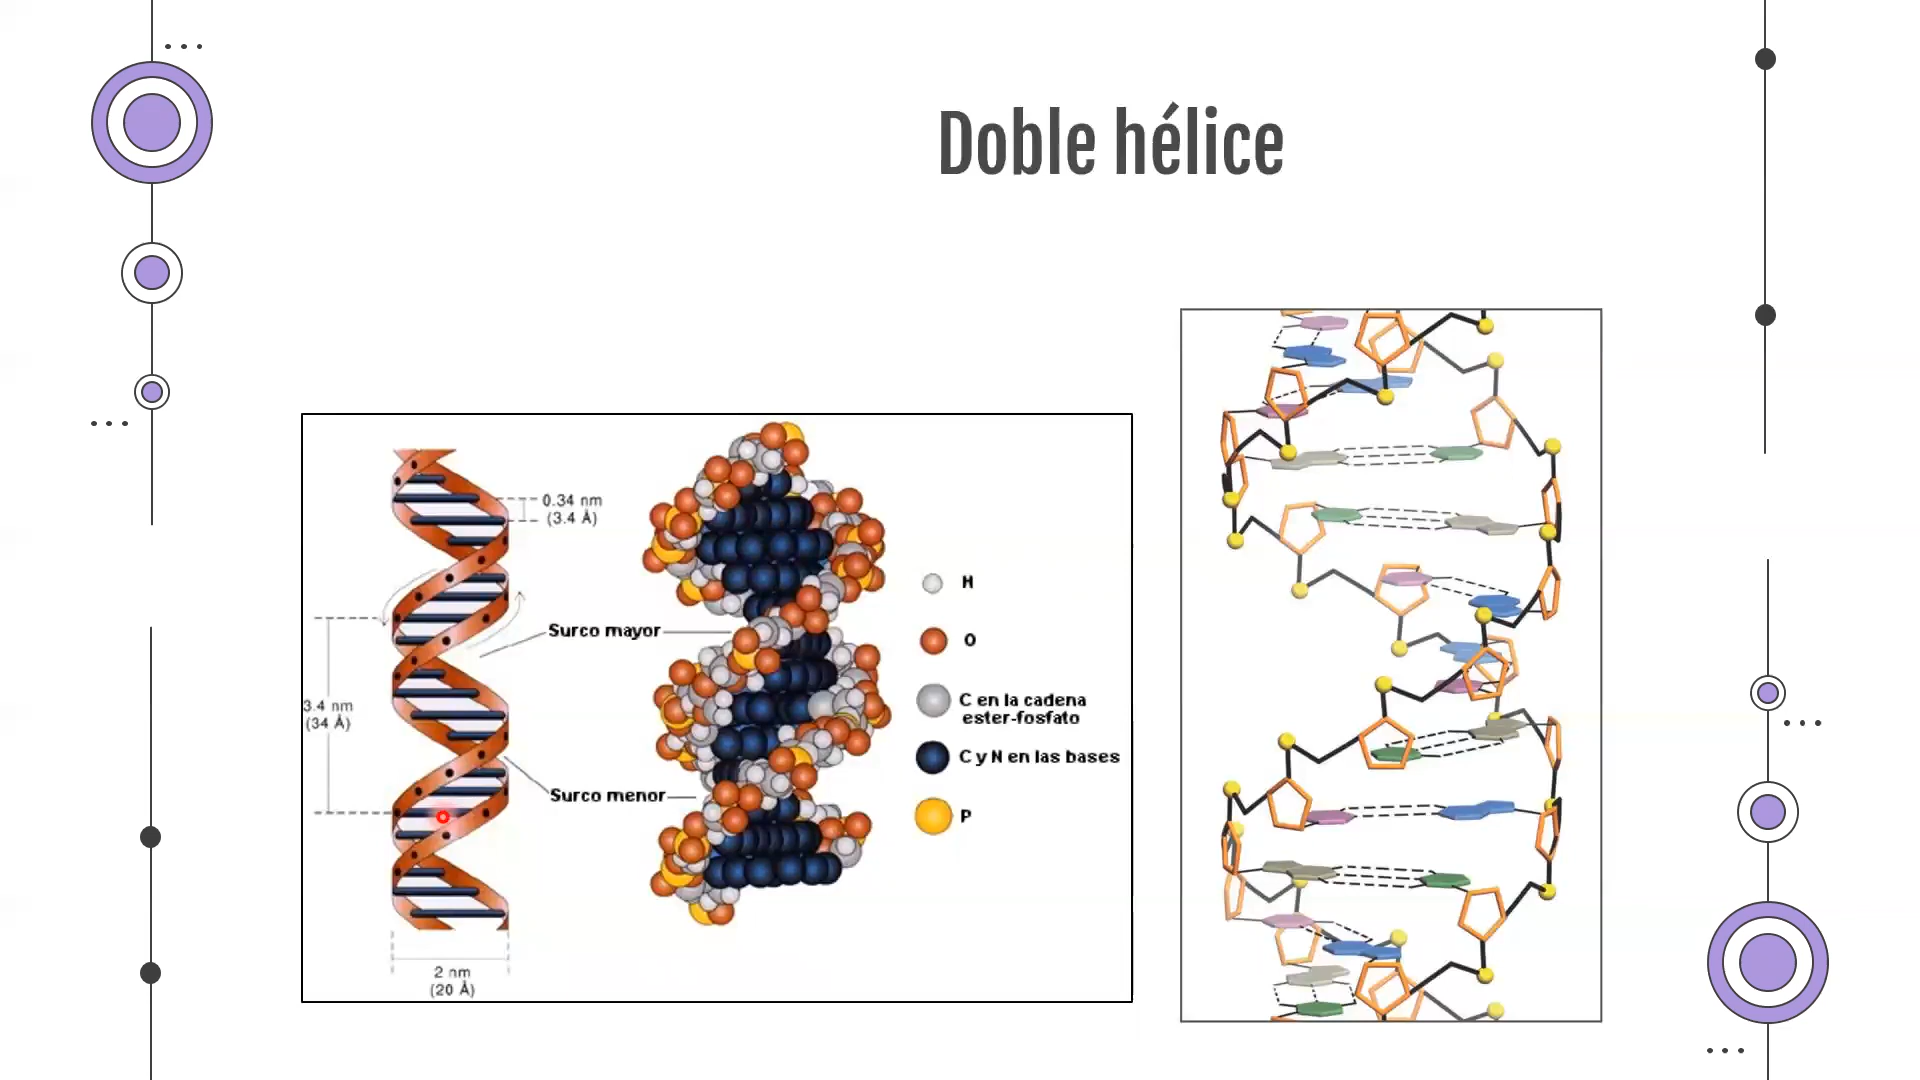 Doble hélice
0.34 nm
(3.4 Å)
Surco mayor
3.4 nm
(34 Å)
Surco menor
2 nm
(20 Å)
H
O
C en la cadena
ester-fosfato
C y N en las bases
P